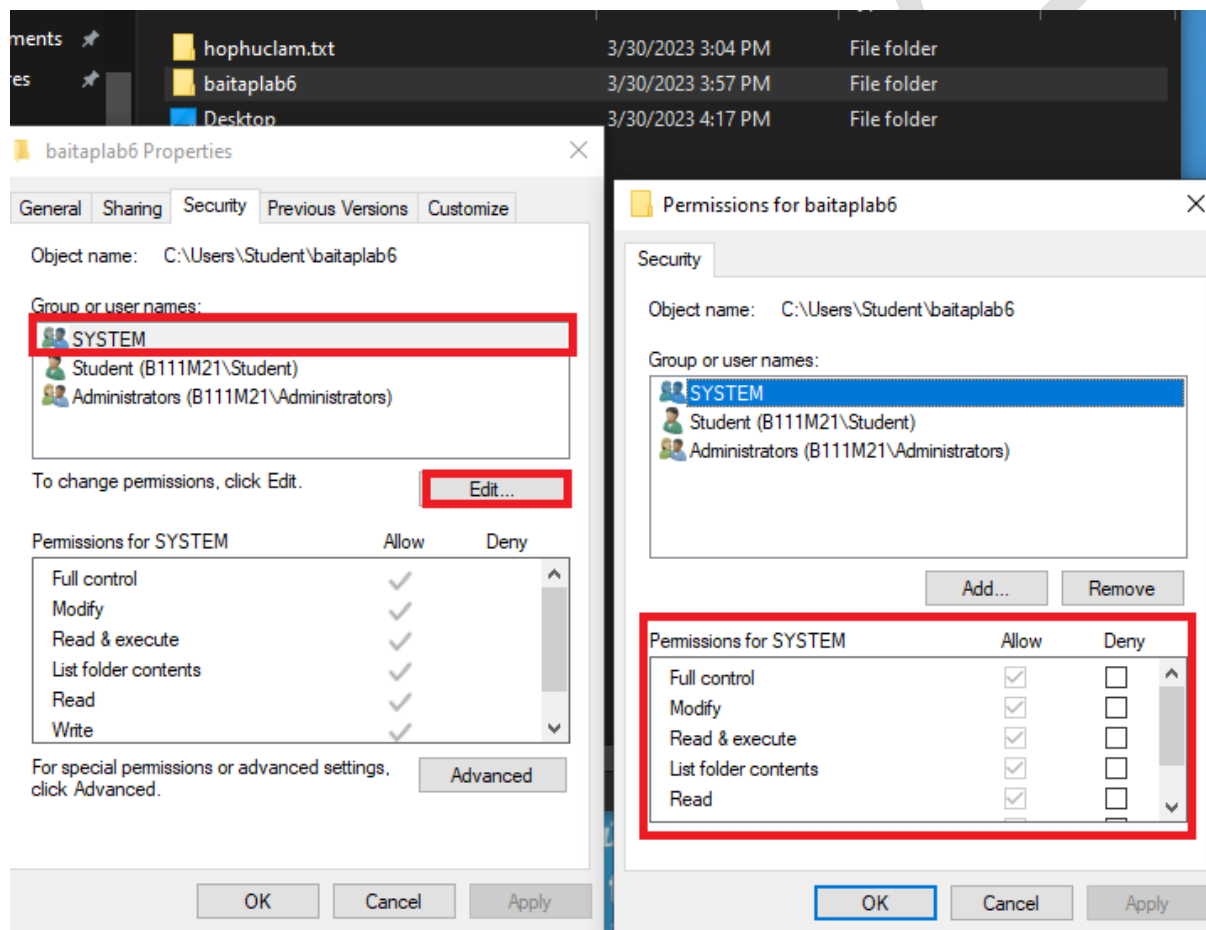 ments
hophuclam.txt 3/30/2023 3:04 PM File folder
res
baitaplab6 3/30/2023 3:57 PM File folder
Desktop 3/30/2023 4:17 PM File folder
baitaplab6 Properties
General Sharing Security Previous Versions Customize
Object name: C:\Users\Student\baitaplab6
Group or user names:
SYSTEM
Student (B111M21\Student)
Administrators (B111M21\Administrators)
To change permissions, click Edit.
Edit...
Permissions for SYSTEM Allow Deny
Full control
Modify
Read & execute
List folder contents
Read
Write
For special permissions or advanced settings,
click Advanced.
Advanced
OK Cancel Apply
Permissions for baitaplab6
Security
Object name: C:\Users\Student\baitaplab6
Group or user names:
SYSTEM
Student (B111M21\Student)
Administrators (B111M21\Administrators)
Add... Remove
Permissions for SYSTEM Allow Deny
Full control
Modify
Read & execute
List folder contents
Read
OK Cancel Apply